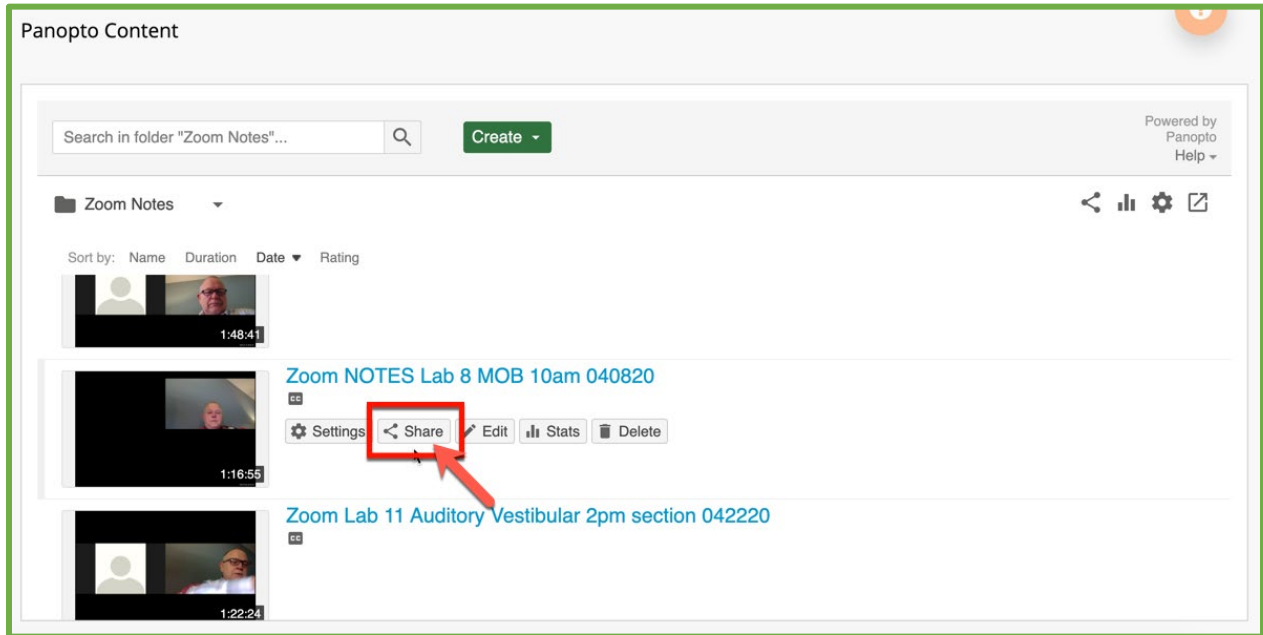 Panopto Content
Search in folder "Zoom Notes"...
Create
Powered by
Panopto
Help
Zoom Notes
Sort by: Name Duration Date Rating
1:48:41
Zoom NOTES Lab 8 MOB 10am 040820
CC
Settings Share Edit Stats Delete
1:16:55
Zoom Lab 11 Auditory Vestibular 2pm section 042220
CC
1:22:24